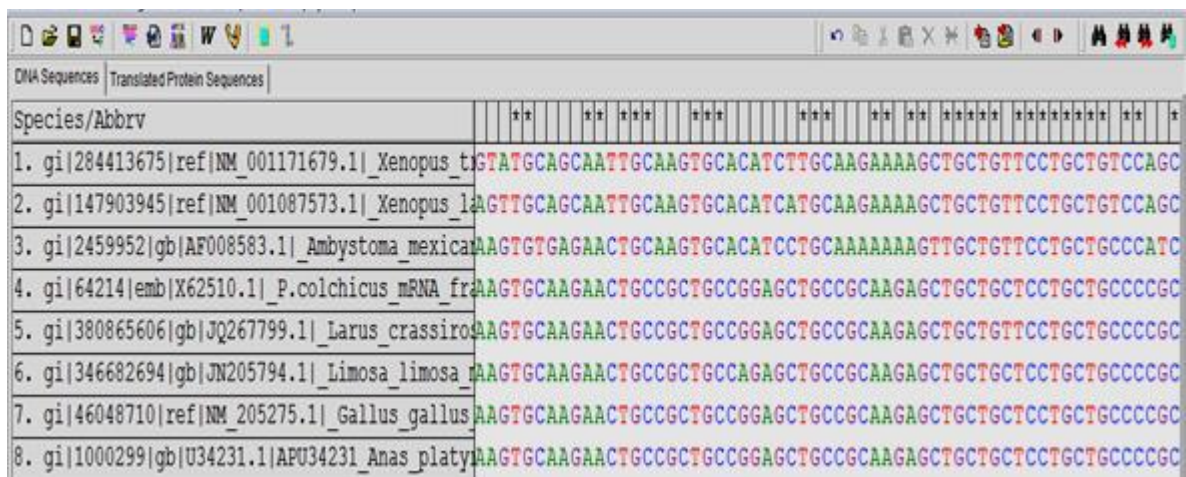 W
DNA Sequences Translated Protein Sequences
Species/Abbrv ** ** *** *** *** ** ** ***** ******** ** *
1. gi|284413675|ref|NM_001171679.1|_Xenopus_t GTATGCAGCAATTGCAAGTGCACATCTTGCAAGAAAAGCTGCTGTTCCTGCTGTCCAGC
2. gi|147903945|ref|NM_001087573.1|_Xenopus_l AGTTGCAGCAATTGCAAGTGCACATCATGCAAGAAAAGCTGCTGTTCCTGCTGTCCAGC
3. gi|2459952|gb|AF008583.1|_Ambystoma_mexica AAGTGTGAGAACTGCAAGTGCACATCCTGCAAAAAAAGTTGCTGTTCCTGCTGCCCATC
4. gi|64214|emb|X62510.1|_P.colchicus_mRNA_fr AAGTGCAAGAACTGCCGCTGCCGGAGCTGCCGCAAGAGCTGCTGCTCCTGCTGCCCCGC
5. gi|380865606|gb|JQ267799.1|_Larus_crassiro AAGTGCAAGAACTGCCGCTGCCGGAGCTGCCGCAAGAGCTGCTGTTCCTGCTGCCCCGC
6. gi|346682694|gb|JN205794.1|_Limosa_limosa_ AAGTGCAAGAACTGCCGCTGCCAGAGCTGCCGCAAGAGCTGCTGCTCCTGCTGCCCCGC
7. gi|46048710|ref|NM_205275.1|_Gallus_gallus AAGTGCAAGAACTGCCGCTGCCGGAGCTGCCGCAAGAGCTGCTGCTCCTGCTGCCCCGC
8. gi|1000299|gb|U34231.1|APU34231_Anas_platy AAGTGCAAGAACTGCCGCTGCCGGAGCTGCCGCAAGAGCTGCTGCTCCTGCTGCCCCGC